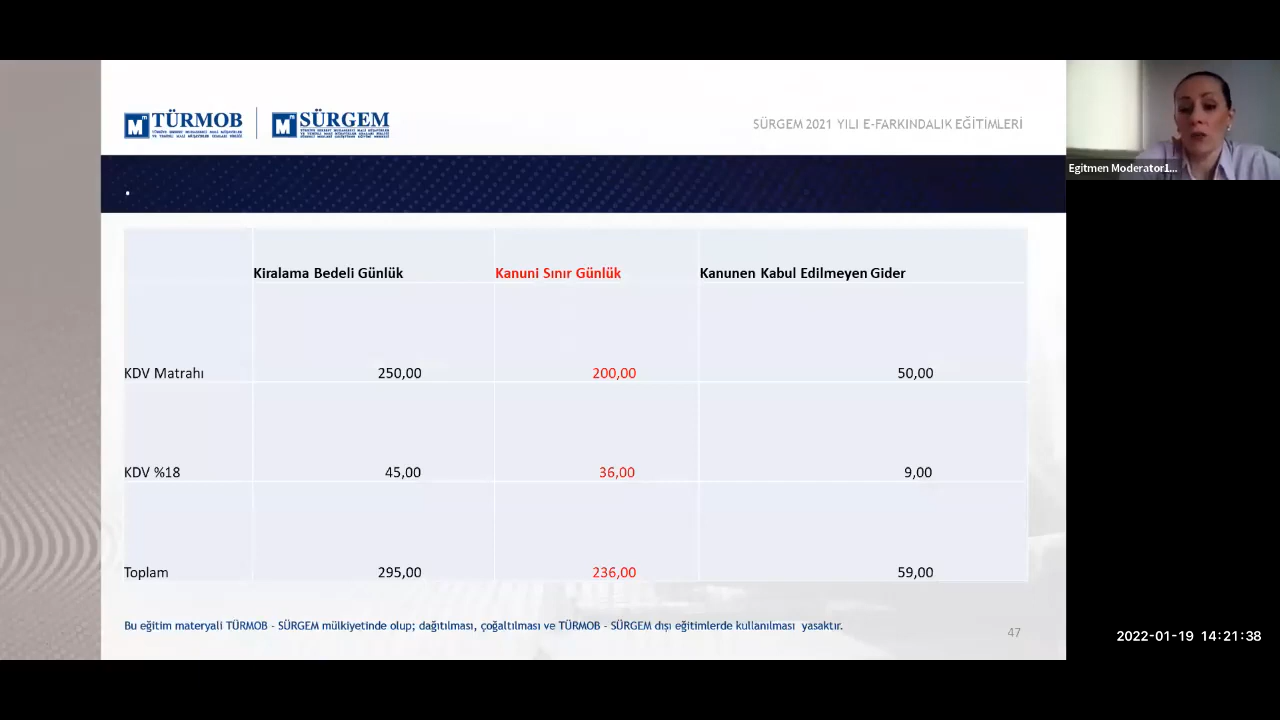 TÜRMOB
SÜRGEM
SÜRGEM 2021 YILI E-FARKINDALIK EĞİTİMLERİ
Egitmen Moderator1...
.
Kiralama Bedeli Günlük Kanuni Sınır Günlük Kanunen Kabul Edilmeyen Gider
KDV Matrahı 250,00 200,00 50,00
KDV %18 45,00 36,00 9,00
Toplam 295,00 236,00 59,00
Bu eğitim materyali TÜRMOB - SÜRGEM mülkiyetinde olup; dağıtılması, çoğaltılması ve TÜRMOB - SÜRGEM dışı eğitimlerde kullanılması yasaktır.
47
2022-01-19 14:21:38